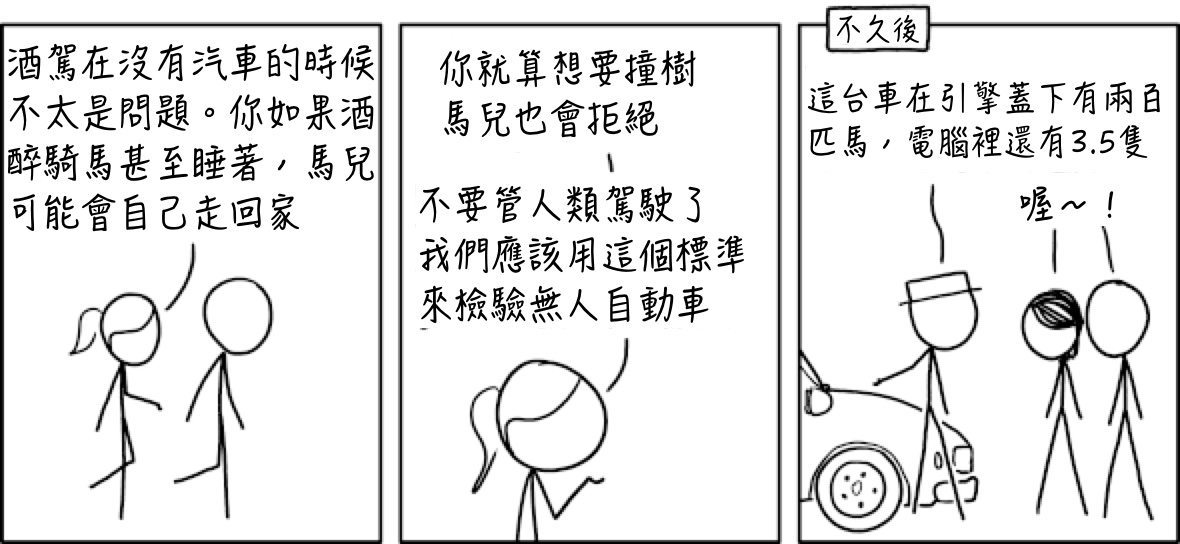 酒駕在沒有汽車的時候
不太是問題。你如果酒
醉騎馬甚至睡著，馬兒
可能會自己走回家
你就算想要撞樹
馬兒也會拒絕
不要管人類駕駛了
我們應該用這個標準
來檢驗無人自動車
不久後
這台車在引擎蓋下有兩百
匹馬，電腦裡還有3.5隻
喔～！